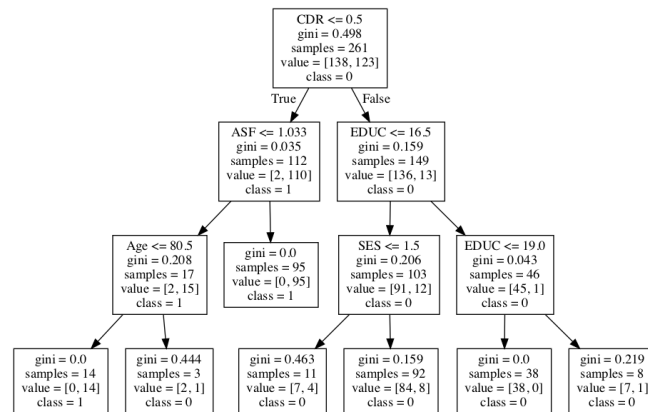 CDR <= 0.5
gini = 0.498
samples = 261
value = [138, 123]
class = 0
True
False
ASF <= 1.033
gini = 0.035
samples = 112
value = [2, 110]
class = 1
EDUC <= 16.5
gini = 0.159
samples = 149
value = [136, 13]
class = 0
Age <= 80.5
gini = 0.208
samples = 17
value = [2, 15]
class = 1
gini = 0.0
samples = 95
value = [0, 95]
class = 1
SES <= 1.5
gini = 0.206
samples = 103
value = [91, 12]
class = 0
EDUC <= 19.0
gini = 0.043
samples = 46
value = [45, 1]
class = 0
gini = 0.0
samples = 14
value = [0, 14]
class = 1
gini = 0.444
samples = 3
value = [2, 1]
class = 0
gini = 0.463
samples = 11
value = [7, 4]
class = 0
gini = 0.159
samples = 92
value = [84, 8]
class = 0
gini = 0.0
samples = 38
value = [38, 0]
class = 0
gini = 0.219
samples = 8
value = [7, 1]
class = 0